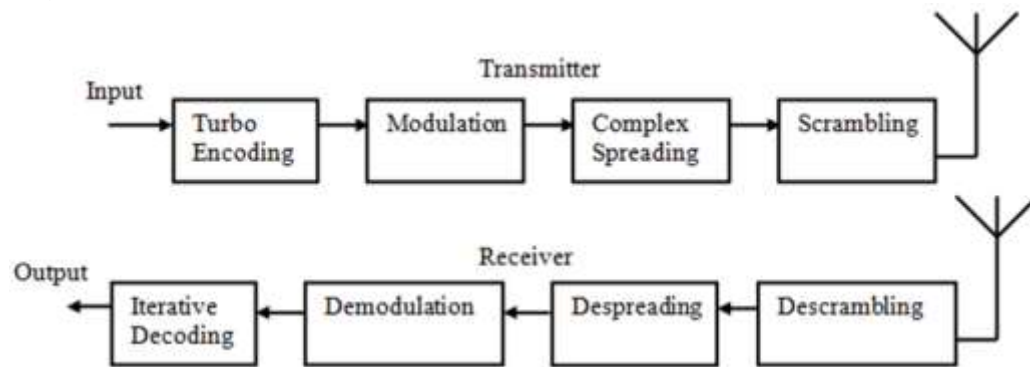 Transmitter
Input
Turbo
Encoding
Modulation
Complex
Spreading
Scrambling
Receiver
Output
Iterative
Decoding
Demodulation
Despreading
Descrambling